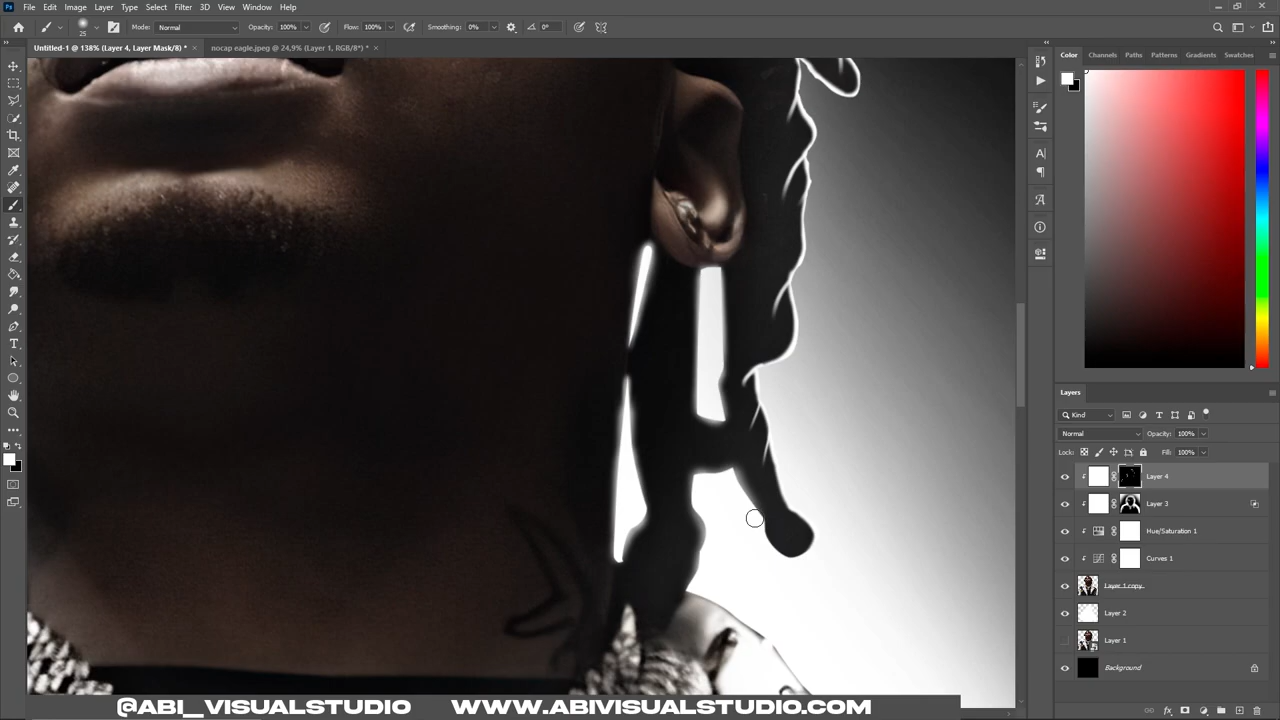 File Edit Image Layer Type Select Filter 3D View Window Help
Mode: Normal Opacity: 100% Flow: 100% Smoothing: 0% 0°
25
Untitled-1 @ 138% (Layer 4, Layer Mask/8) * × nocap eagle.jpeg @ 24,9% (Layer 1, RGB/8*) * ×
Color Channels Paths Patterns Gradients Swatches
Layers
Kind
Normal Opacity: 100%
Lock: Fill: 100%
Layer 4
Layer 3
Hue/Saturation 1
Curves 1
Layer 1 copy
Layer 2
Layer 1
Background
@ABI_VISUALSTUDIO WWW.ABIVISUALSTUDIO.COM